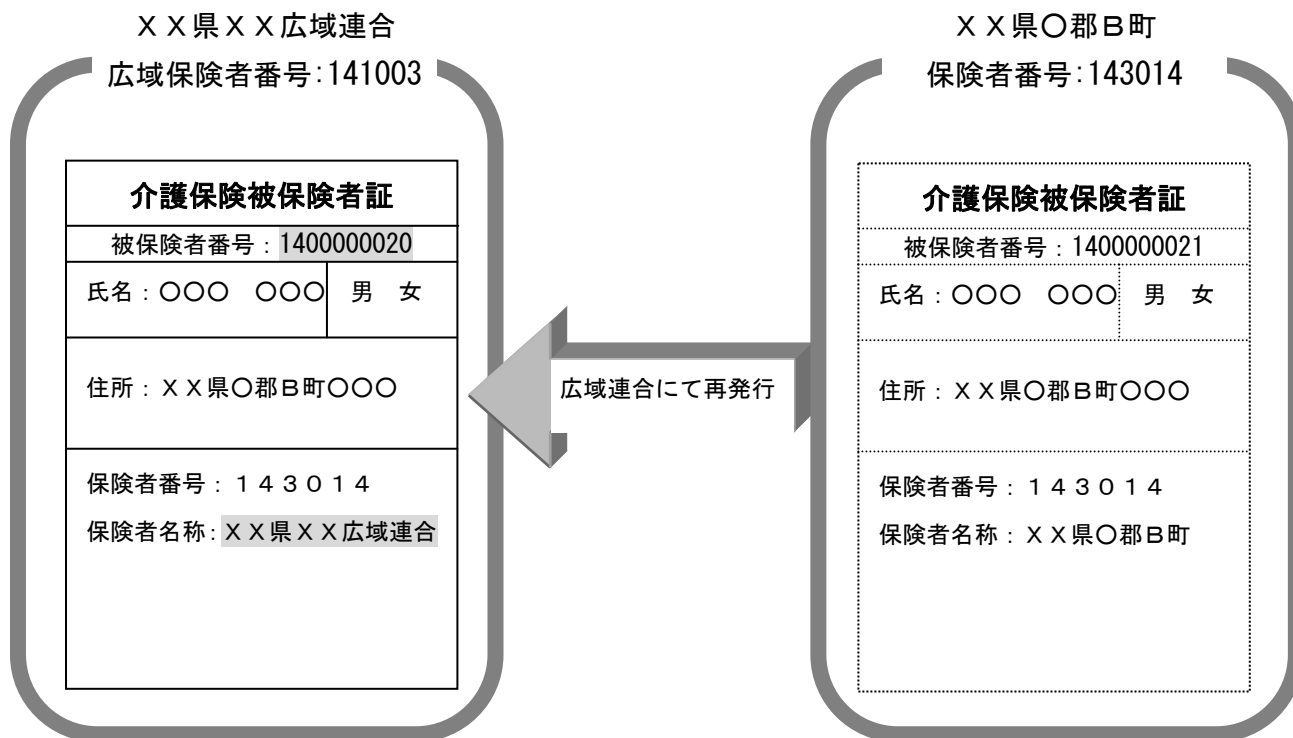 ＸＸ県ＸＸ広域連合
広域保険者番号：141003
介護保険被保険者証
被保険者番号：1400000020
氏名：〇〇〇　〇〇〇　男　女
住所：ＸＸ県〇郡Ｂ町〇〇〇
保険者番号：１４３０１４
保険者名称：ＸＸ県ＸＸ広域連合
広域連合にて再発行
ＸＸ県〇郡Ｂ町
保険者番号：143014
介護保険被保険者証
被保険者番号：1400000021
氏名：〇〇〇　〇〇〇　男　女
住所：ＸＸ県〇郡Ｂ町〇〇〇
保険者番号：１４３０１４
保険者名称：ＸＸ県〇郡Ｂ町